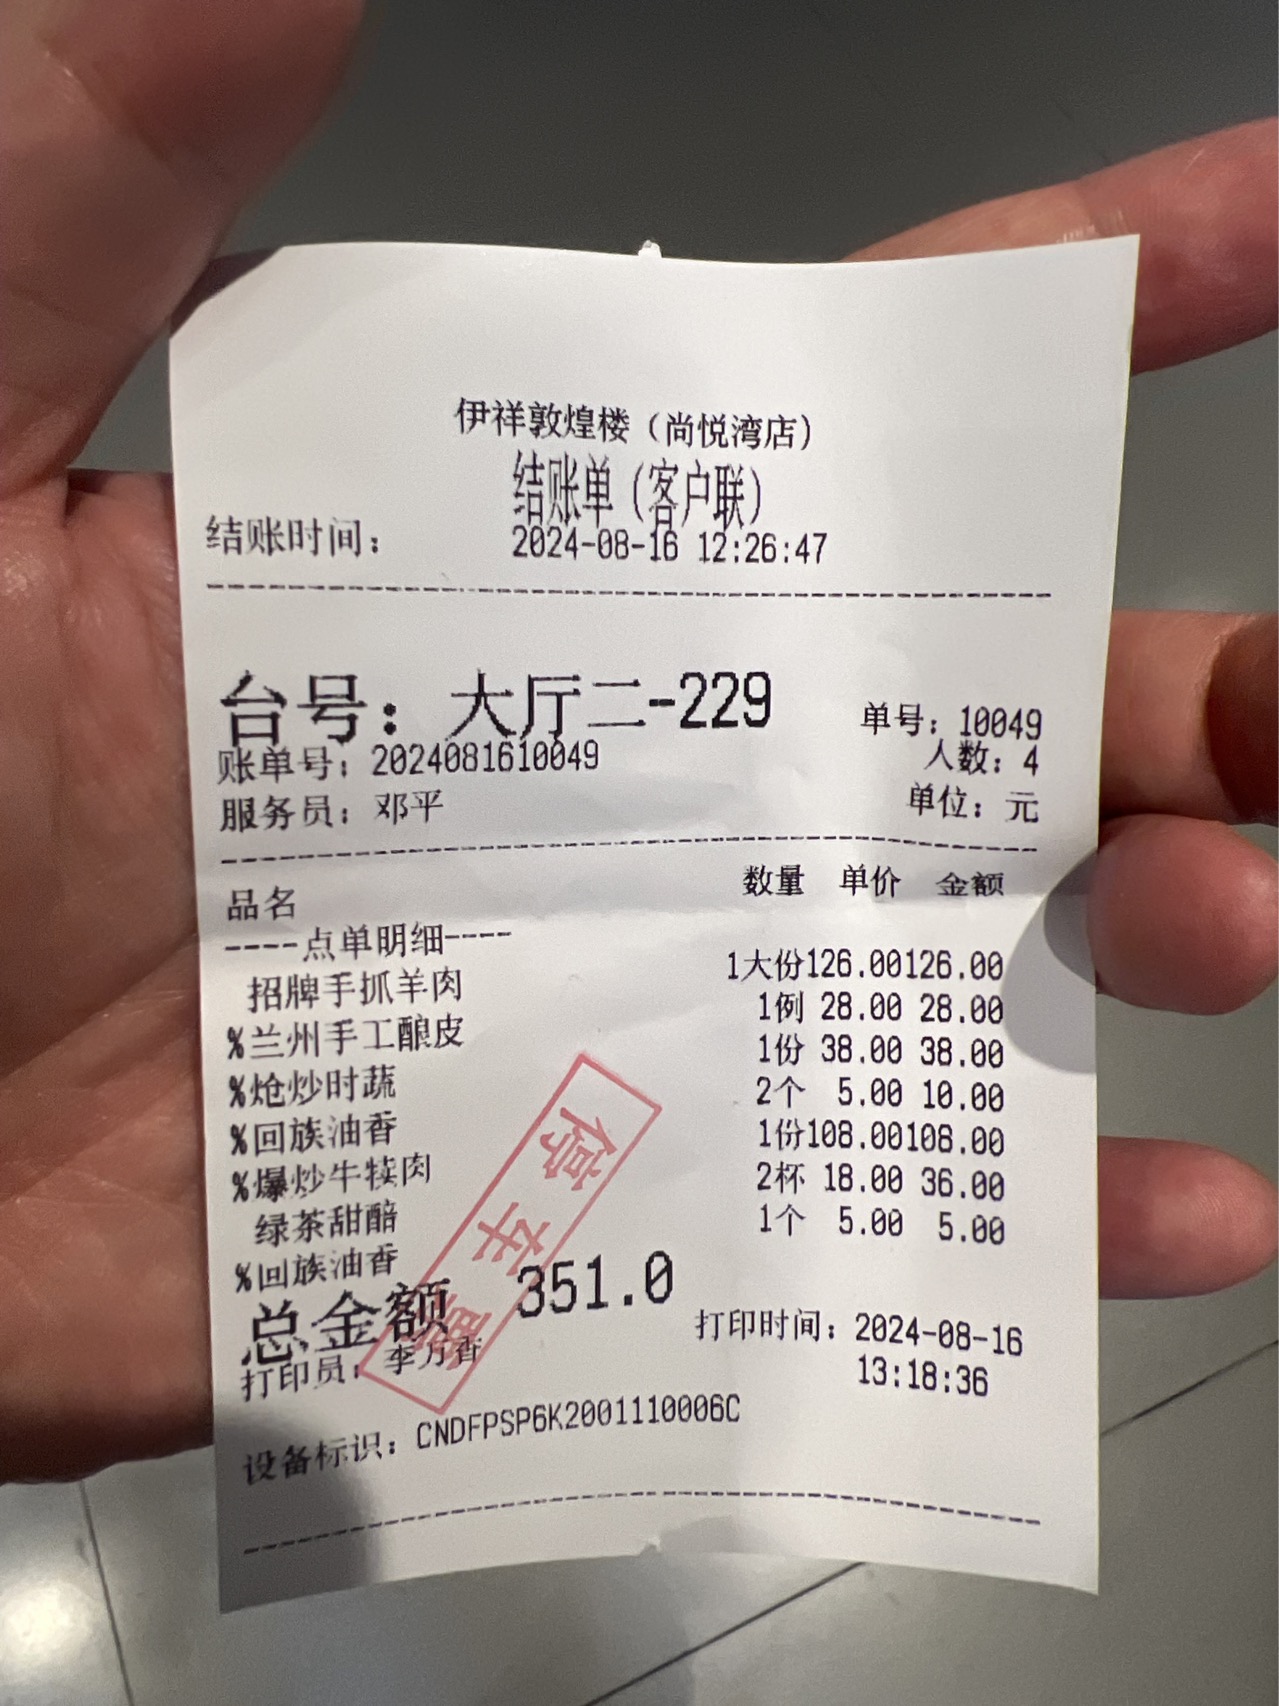 伊祥敦煌楼（尚悦湾店）
结账单（客户联）
结账时间： 2024-08-16 12:26:47
台号：大厅二-229 单号：10049
账单号：2024081610049 人数：4
服务员：邓平 单位：元
品名 数量 单价 金额
----点单明细----
招牌手抓羊肉 1大份126.00126.00
%兰州手工酿皮 1例 28.00 28.00
%炝炒时蔬 1份 38.00 38.00
%回族油香 2个 5.00 10.00
%爆炒牛犊肉 1份108.00108.00
绿茶甜醅 2杯 18.00 36.00
%回族油香 1个 5.00 5.00
总金额 351.0
打印员：李万香 打印时间：2024-08-16
13:18:36
设备标识：CNDFPSP6K2001110006C
停车